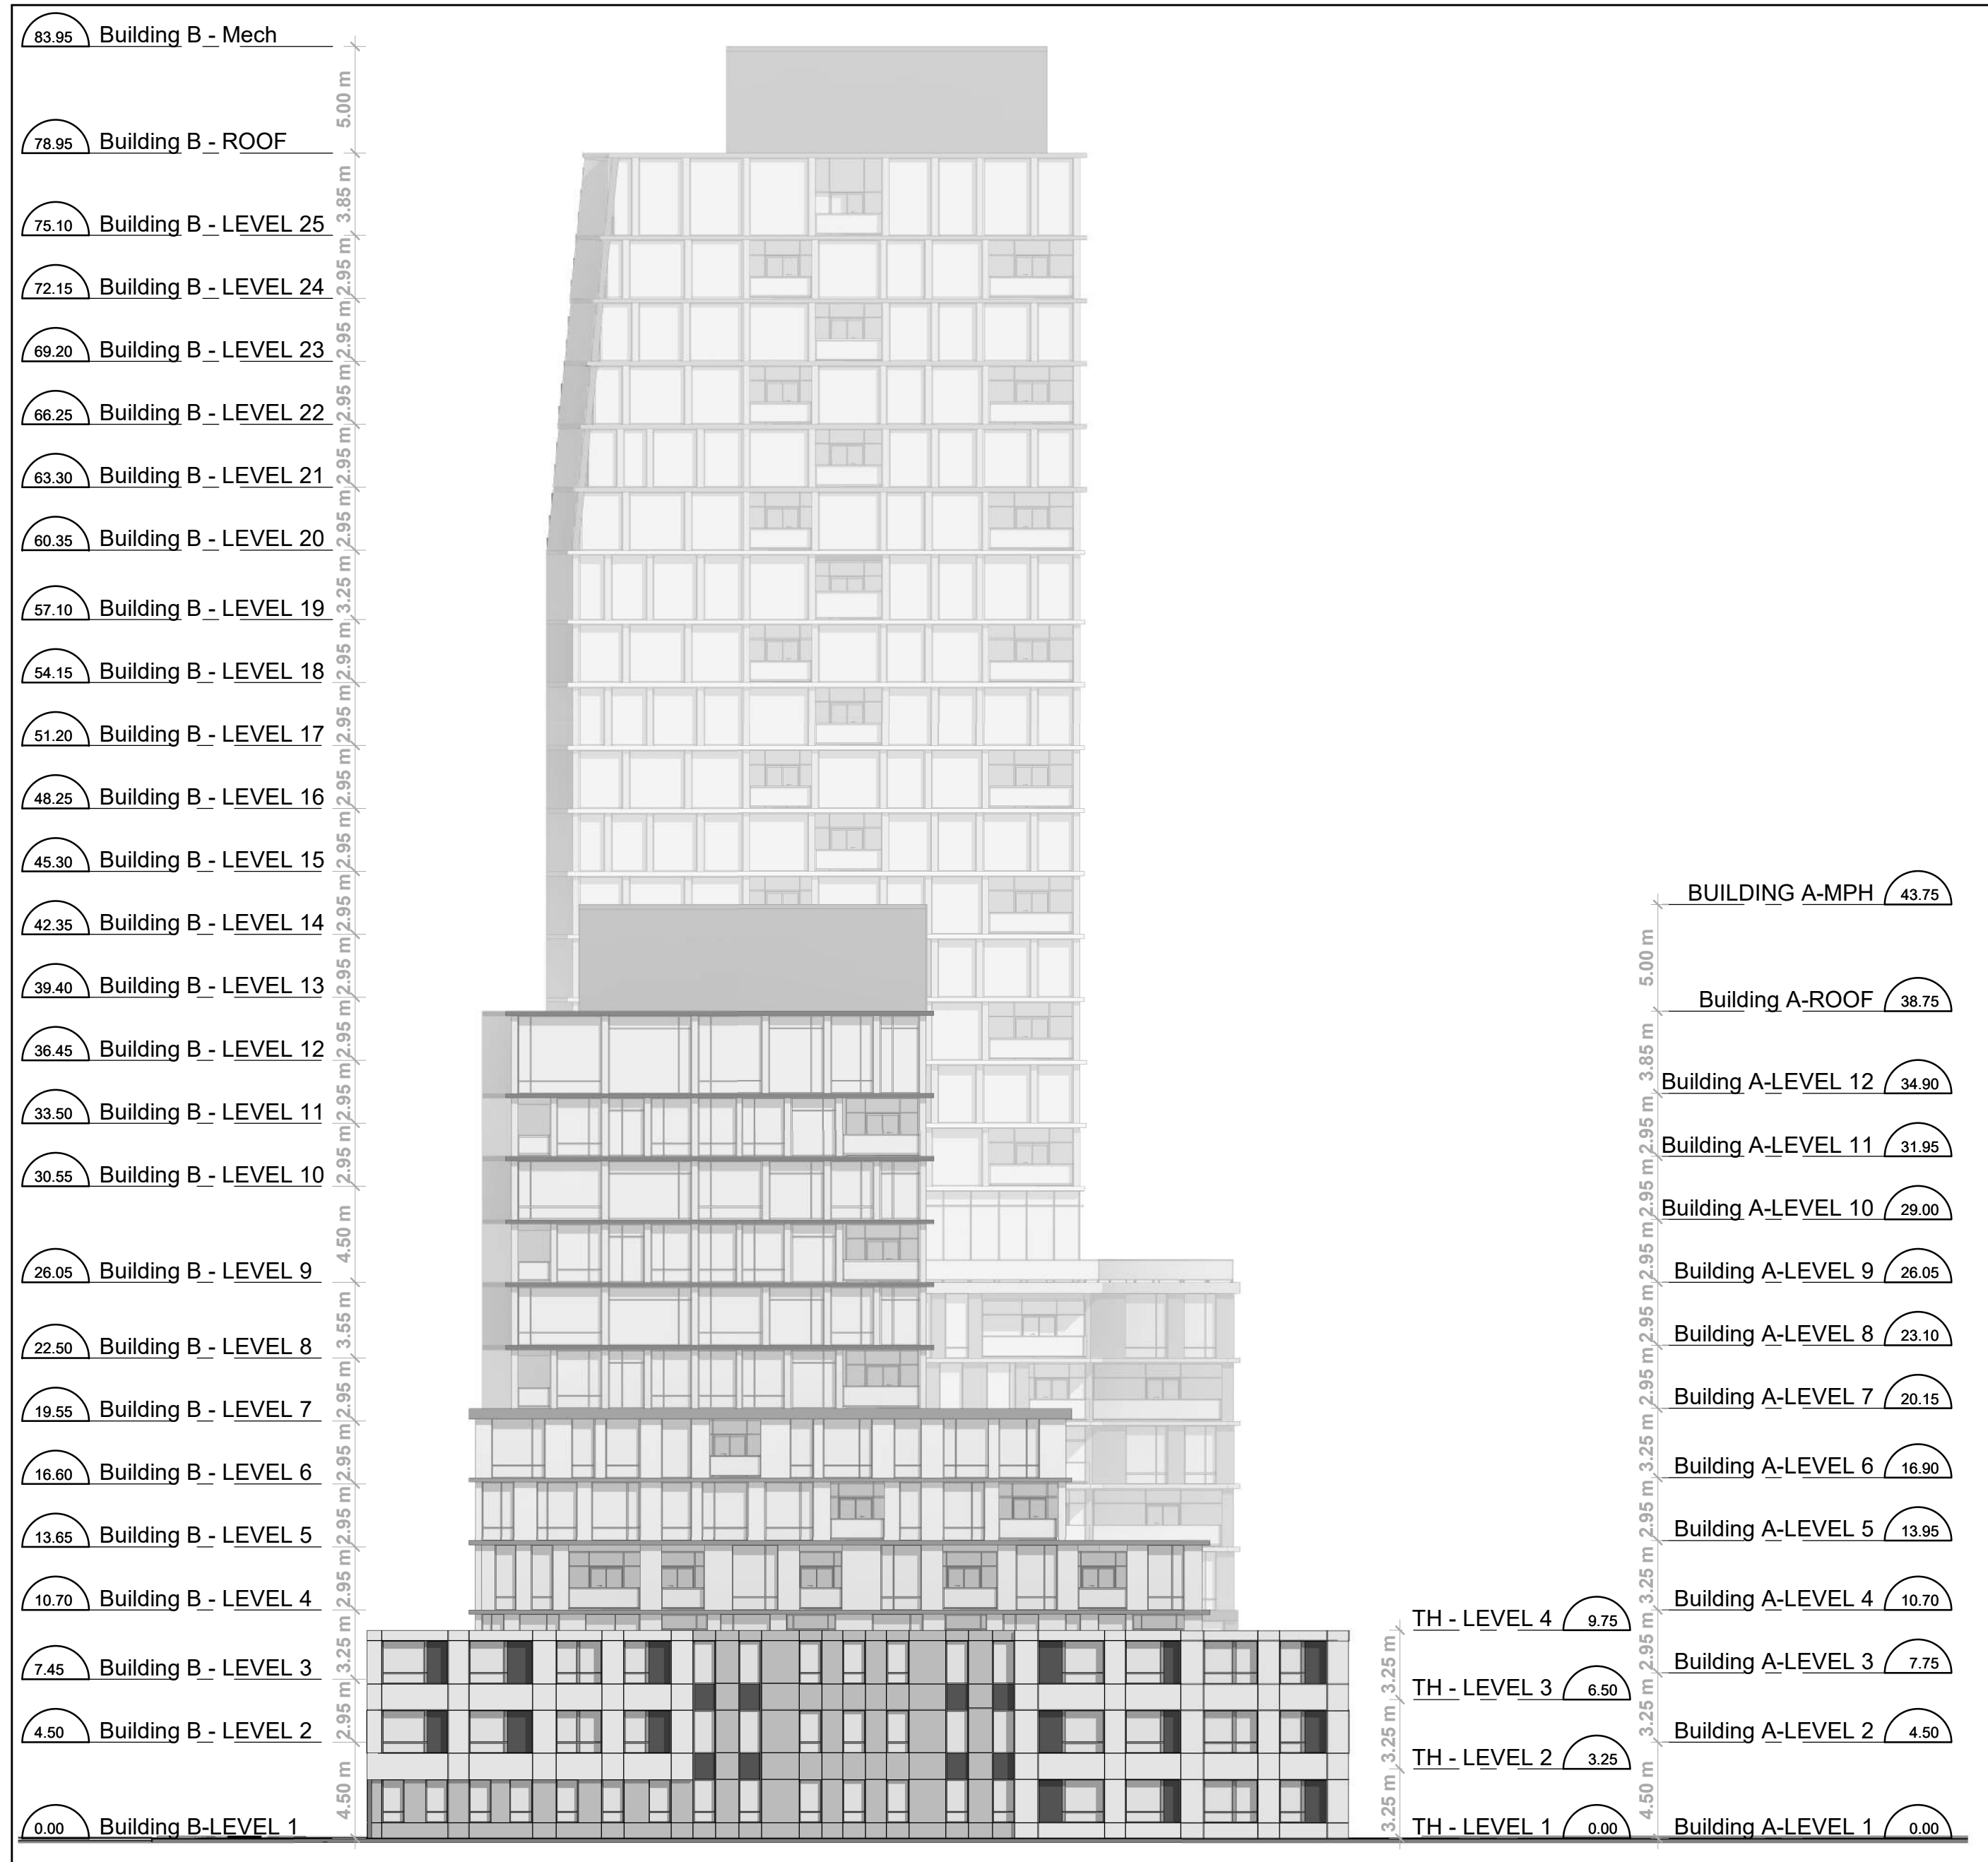 83.95 Building B - Mech
5.00 m
78.95 Building B - ROOF
3.85 m
75.10 Building B - LEVEL 25
2.95 m
72.15 Building B - LEVEL 24
2.95 m
69.20 Building B - LEVEL 23
2.95 m
66.25 Building B - LEVEL 22
2.95 m
63.30 Building B - LEVEL 21
2.95 m
60.35 Building B - LEVEL 20
3.25 m
57.10 Building B - LEVEL 19
2.95 m
54.15 Building B - LEVEL 18
2.95 m
51.20 Building B - LEVEL 17
2.95 m
48.25 Building B - LEVEL 16
2.95 m
45.30 Building B - LEVEL 15
2.95 m
42.35 Building B - LEVEL 14
2.95 m
39.40 Building B - LEVEL 13
2.95 m
36.45 Building B - LEVEL 12
2.95 m
33.50 Building B - LEVEL 11
2.95 m
30.55 Building B - LEVEL 10
4.50 m
26.05 Building B - LEVEL 9
3.55 m
22.50 Building B - LEVEL 8
2.95 m
19.55 Building B - LEVEL 7
2.95 m
16.60 Building B - LEVEL 6
2.95 m
13.65 Building B - LEVEL 5
2.95 m
10.70 Building B - LEVEL 4
3.25 m
7.45 Building B - LEVEL 3
2.95 m
4.50 Building B - LEVEL 2
4.50 m
0.00 Building B-LEVEL 1
TH - LEVEL 4 9.75
3.25 m
TH - LEVEL 3 6.50
3.25 m
TH - LEVEL 2 3.25
3.25 m
TH - LEVEL 1 0.00
BUILDING A-MPH 43.75
5.00 m
Building A-ROOF 38.75
3.85 m
Building A-LEVEL 12 34.90
2.95 m
Building A-LEVEL 11 31.95
2.95 m
Building A-LEVEL 10 29.00
2.95 m
Building A-LEVEL 9 26.05
2.95 m
Building A-LEVEL 8 23.10
2.95 m
Building A-LEVEL 7 20.15
3.25 m
Building A-LEVEL 6 16.90
2.95 m
Building A-LEVEL 5 13.95
3.25 m
Building A-LEVEL 4 10.70
2.95 m
Building A-LEVEL 3 7.75
3.25 m
Building A-LEVEL 2 4.50
4.50 m
Building A-LEVEL 1 0.00